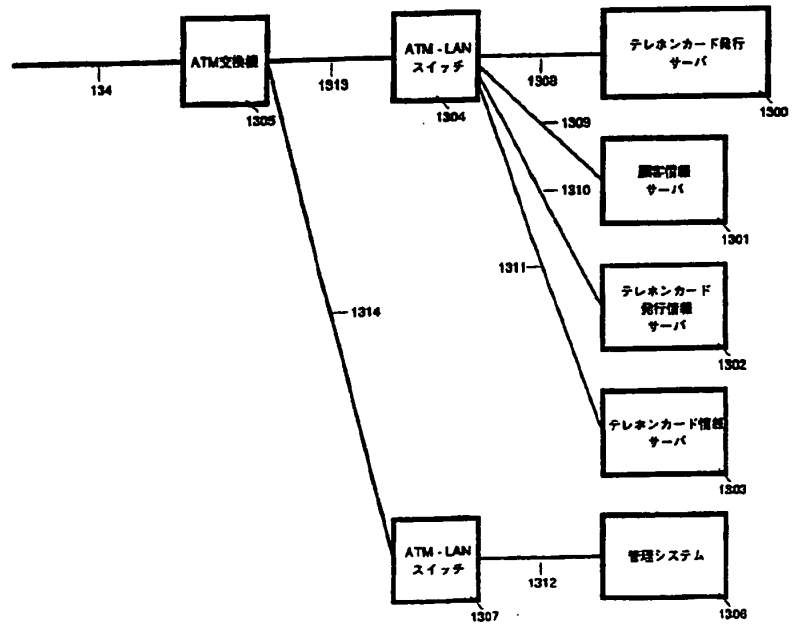 ATM交換機
1305
134
1313
ATM - LAN
スイッチ
1304
1308
テレホンカード発行
サーバ
1300
1309
顧客情報
サーバ
1301
1310
テレホンカード
発行情報
サーバ
1302
1311
テレホンカード情報
サーバ
1303
1314
ATM - LAN
スイッチ
1307
1312
管理システム
1306